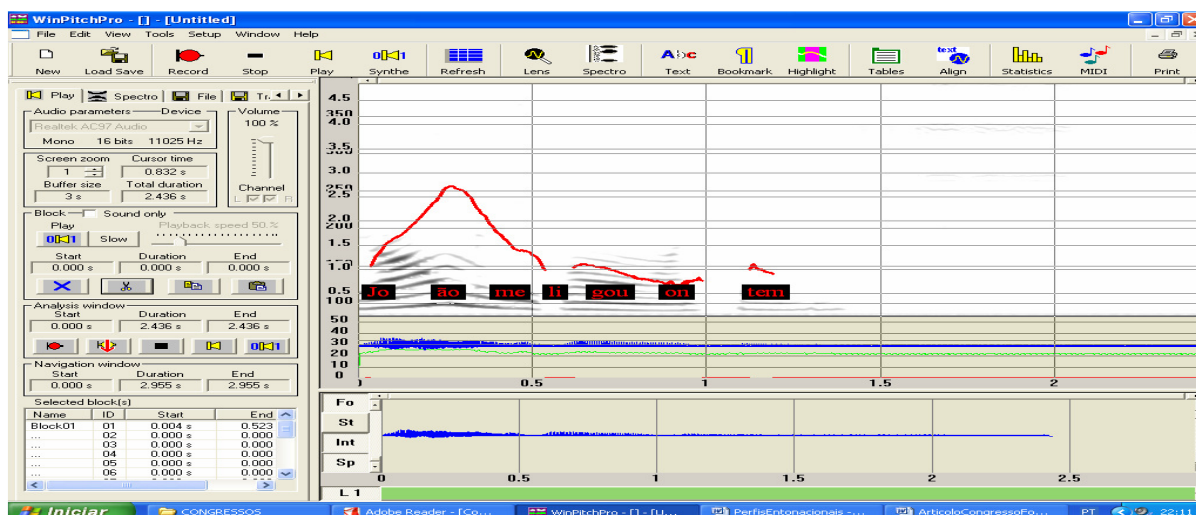 WinPitchPro - [] - [Untitled]
File Edit View Tools Setup Window Help
New Load Save Record Stop Play Synthe Refresh Lens Spectro Text Bookmark Highlight Tables Align Statistics MIDI Print
Play Spectro File Tr
Audio parameters Device Volume
Realtek AC97 Audio 100 %
Mono 16 bits 11025 Hz
Screen zoom Cursor time
1 0.832 s
Buffer size Total duration Channel
3 s 2.436 s L R
Block Sound only
Play Playback speed 50 %
Slow
Start Duration End
0.000 s 0.000 s 0.000 s
Analysis window
Start Duration End
0.000 s 2.436 s 2.436 s
Navigation window
Start Duration End
0.000 s 2.955 s 2.955 s
Selected block(s)
Name ID Start End
Block01 01 0.004 s 0.523
... 02 0.000 s 0.000
... 03 0.000 s 0.000
... 04 0.000 s 0.000
... 05 0.000 s 0.000
... 06 0.000 s 0.000
4.5
350
4.0
3.5
300
3.0
250
2.5
2.0
200
1.5
1.0
0.5
100
Jo ão me li gou on tem
50
40
30
20
10
0
0.5 1 1.5 2
Fo
St
Int
Sp
0 0.5 1 1.5 2 2.5
L 1
Iniciar CONGRESSOS Adobe Reader - [Co... WinPitchPro - [] - [U... PerfisEntonacionais -... ArticoloCongressoFo... PT 22:11